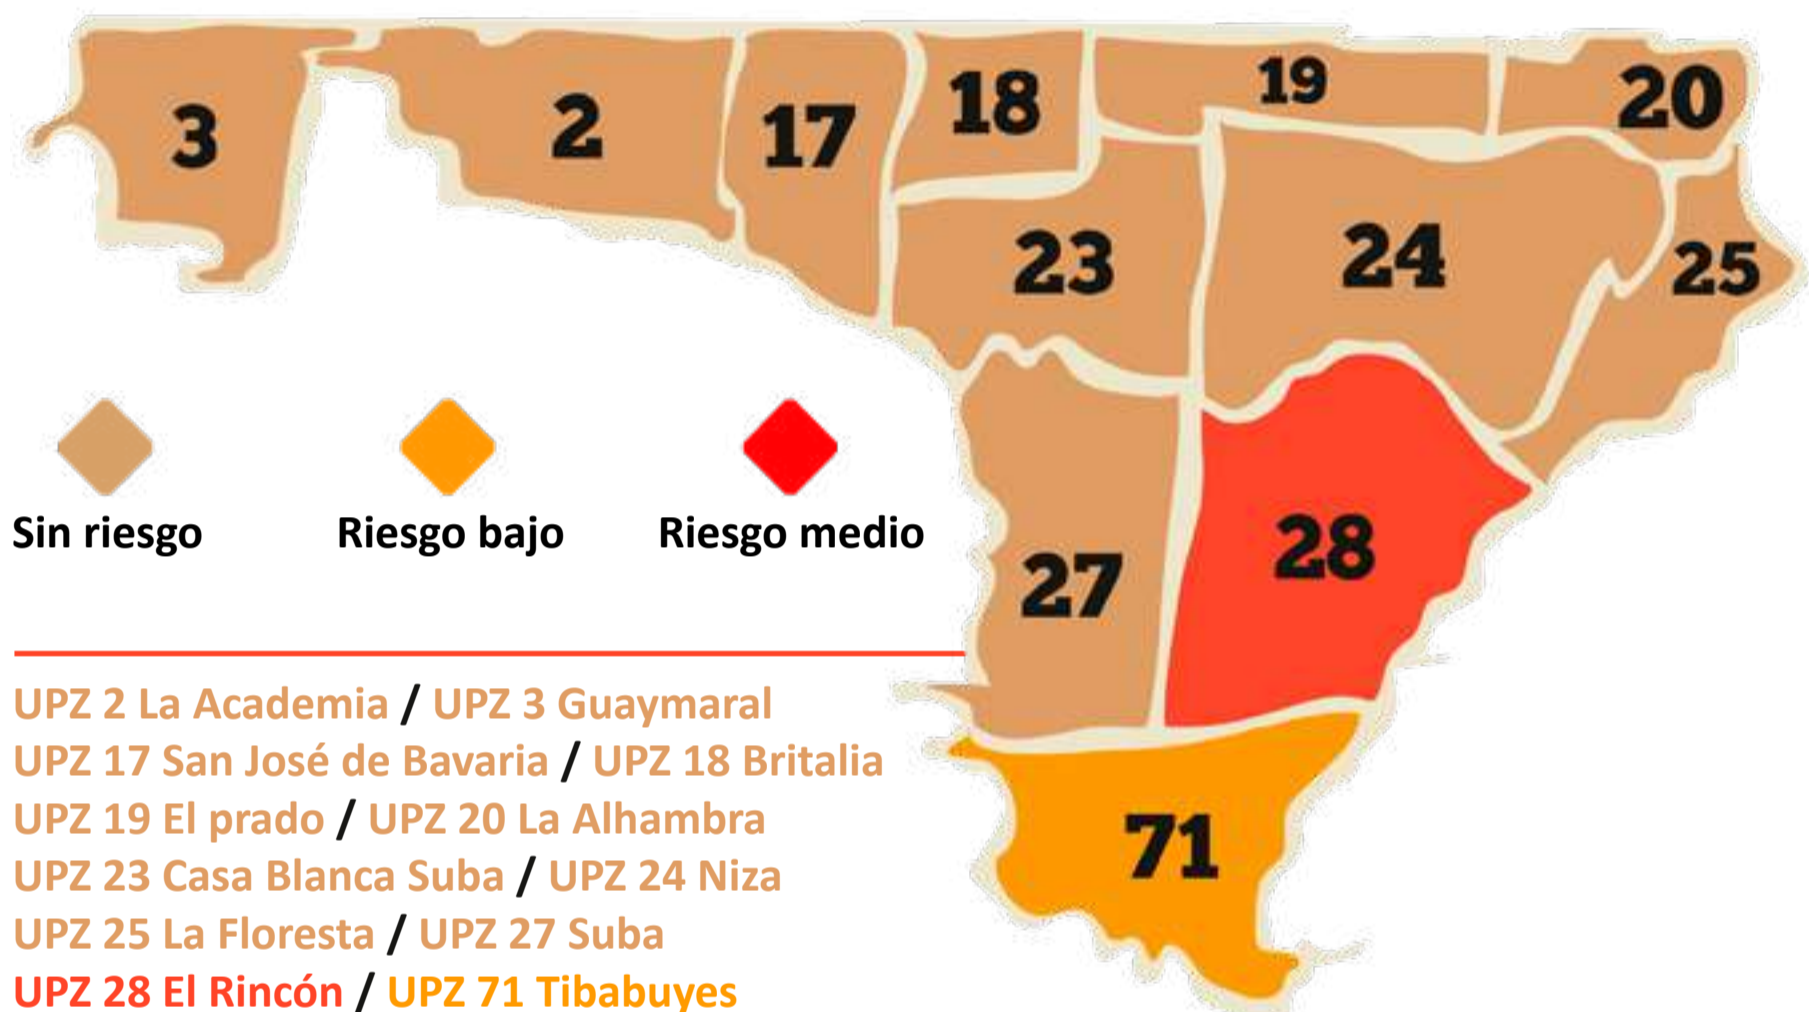 3
2
17
18
19
20
23
24
25
Sin riesgo
Riesgo bajo
Riesgo medio
27
28
UPZ 2 La Academia / UPZ 3 Guaymaral
UPZ 17 San José de Bavaria / UPZ 18 Britalia
UPZ 19 El prado / UPZ 20 La Alhambra
UPZ 23 Casa Blanca Suba / UPZ 24 Niza
UPZ 25 La Floresta / UPZ 27 Suba
UPZ 28 El Rincón / UPZ 71 Tibabuyes
71